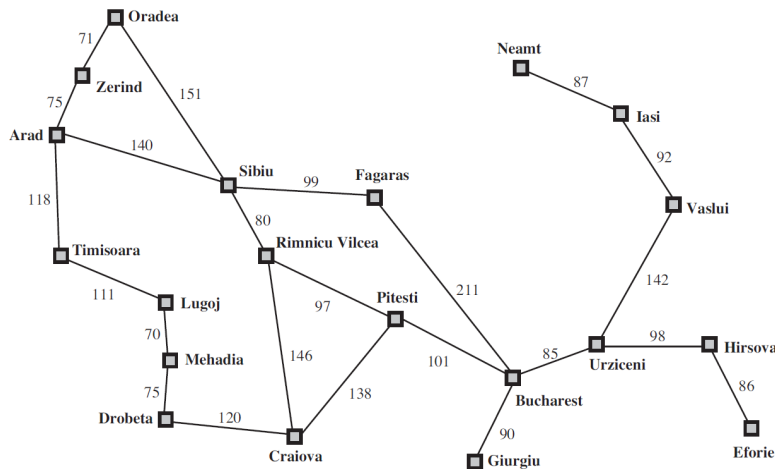 Oradea
71
Neamt
Zerind
87
151
75
Iasi
Arad
140
92
Sibiu
99
Fagaras
118
Vaslui
80
Timisoara
Rimnicu Vilcea
142
111
211
Lugoj
97
Pitesti
70
98
Hirsova
146
85
Mehadia
101
Urziceni
138
86
75
Bucharest
120
Drobeta
90
Craiova
Eforie
Giurgiu